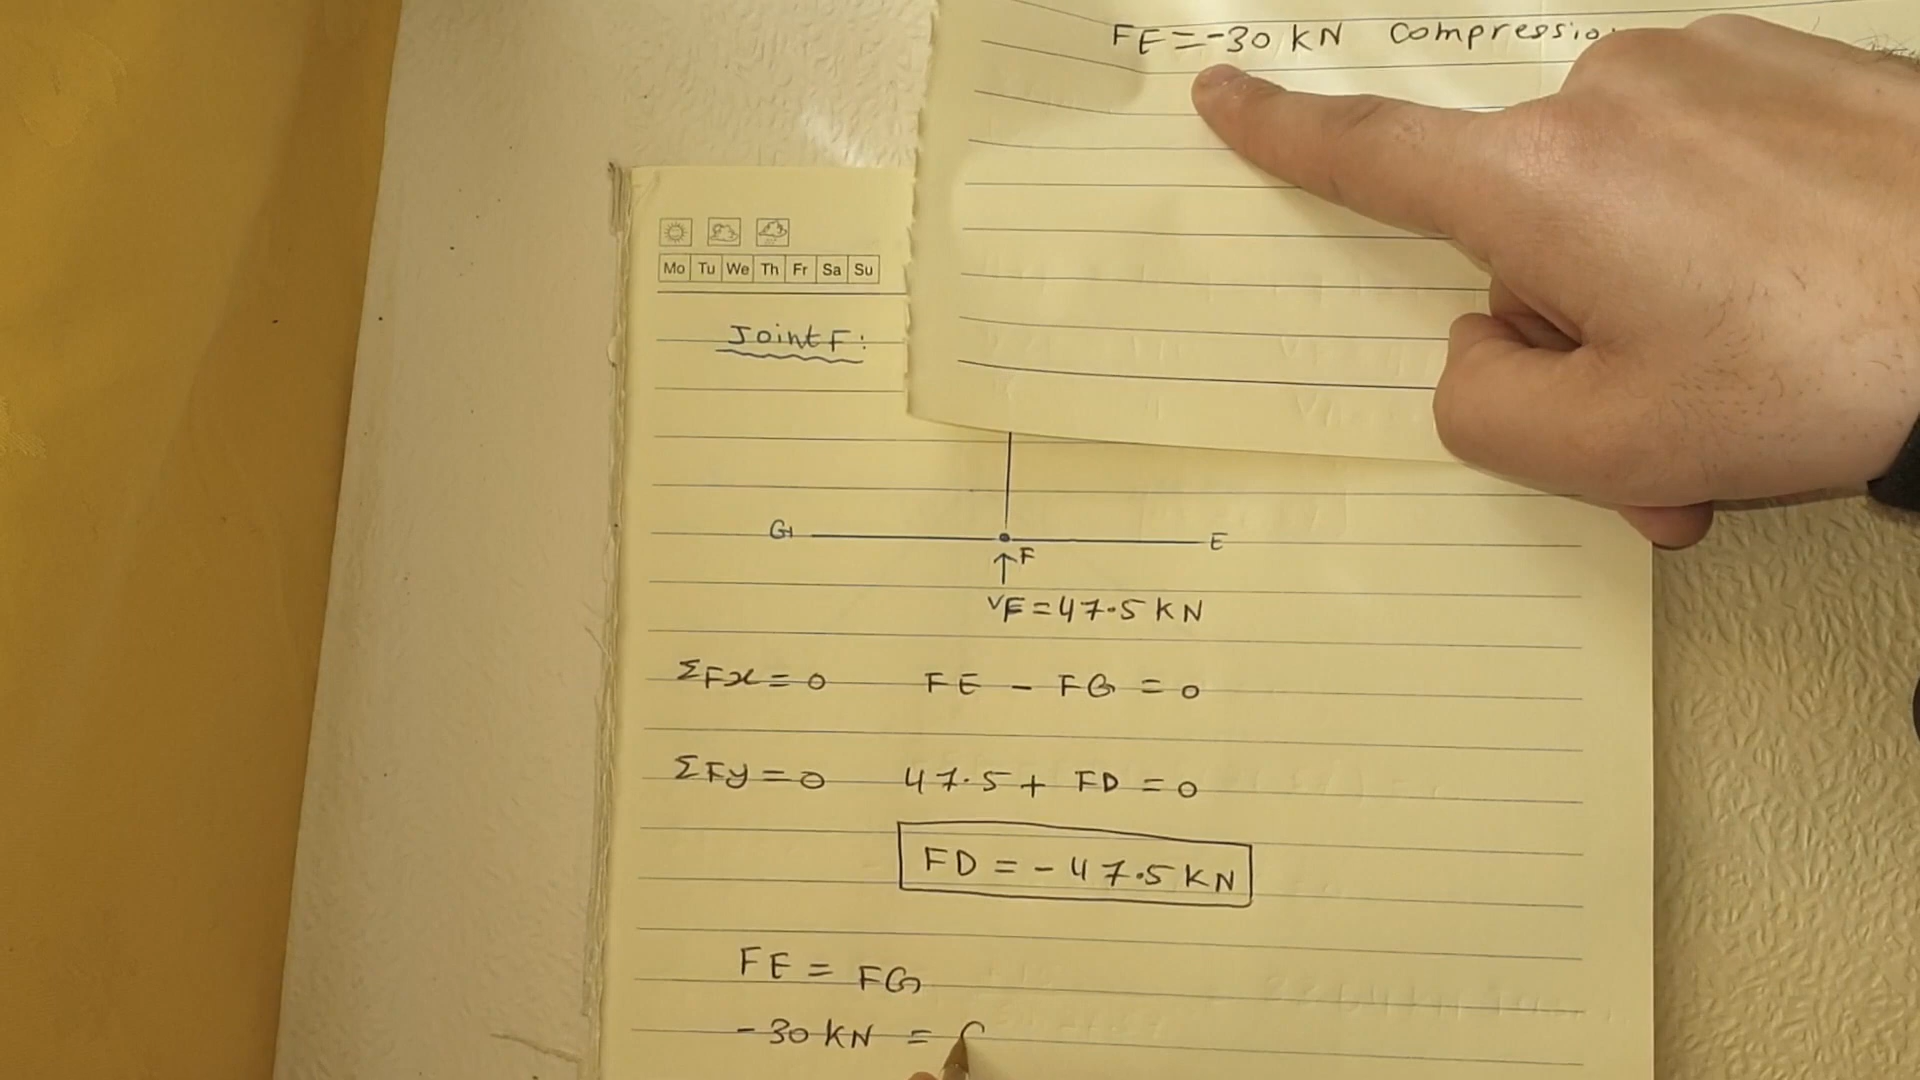 FE=-30 KN Compressio
Mo Tu We Th Fr Sa Su
Joint F:
G E
F
VF=47.5 KN
ΣFx=0 FE - FG = 0
ΣFy=0 47.5 + FD = 0
FD = -47.5 KN
FE = FG
-30 KN =